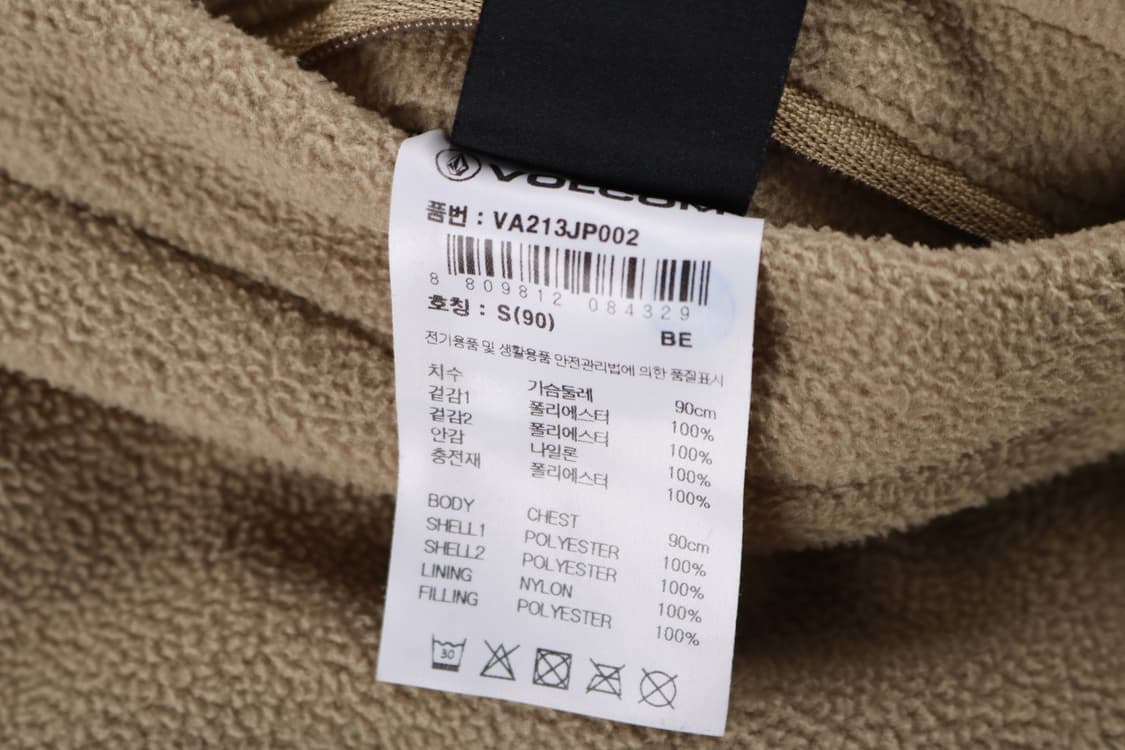 VOLCOM
품번 : VA213JP002
8 809812 084329
호칭 : S(90)
BE
전기용품 및 생활용품 안전관리법에 의한 품질표시
치수 가슴둘레 90cm
겉감1 폴리에스터 100%
겉감2 폴리에스터 100%
안감 나일론 100%
충전재 폴리에스터 100%
BODY CHEST 90cm
SHELL1 POLYESTER 100%
SHELL2 POLYESTER 100%
LINING NYLON 100%
FILLING POLYESTER 100%
30